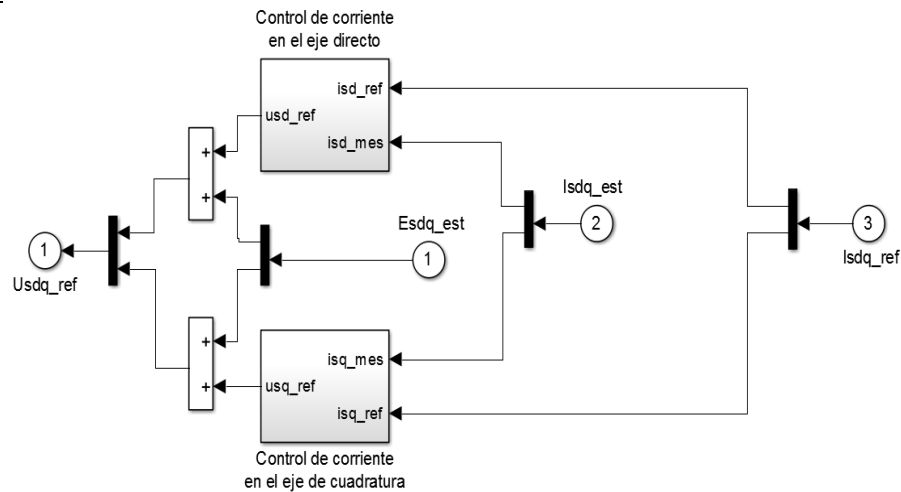 Control de corriente
en el eje directo
isd_ref
usd_ref
isd_mes
+
+
Isdq_est
2
3
Isdq_ref
Esdq_est
1
1
Usdq_ref
+
+
isq_mes
usq_ref
isq_ref
Control de corriente
en el eje de cuadratura